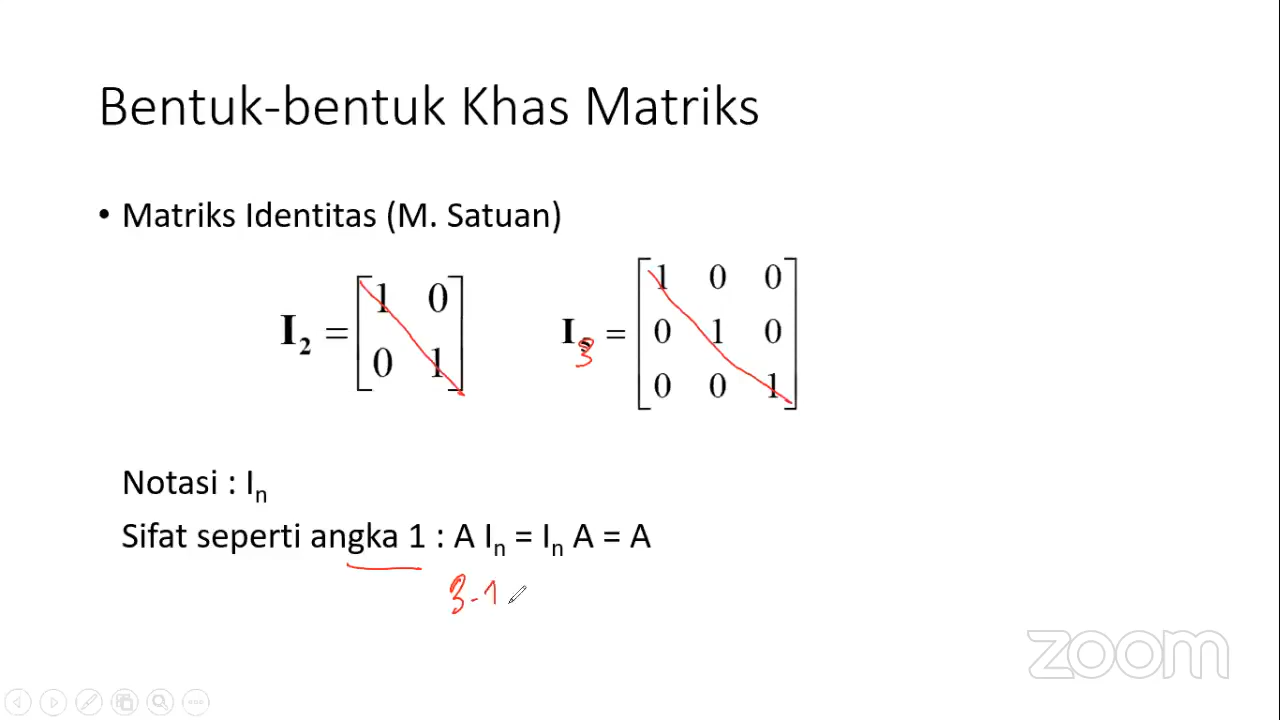 Bentuk-bentuk Khas Matriks
• Matriks Identitas (M. Satuan)
I₂ = [1 0
0 1]
I₃ = [1 0 0
0 1 0
0 0 1]
Notasi : Iₙ
Sifat seperti angka 1 : A Iₙ = Iₙ A = A
3-1
zoom